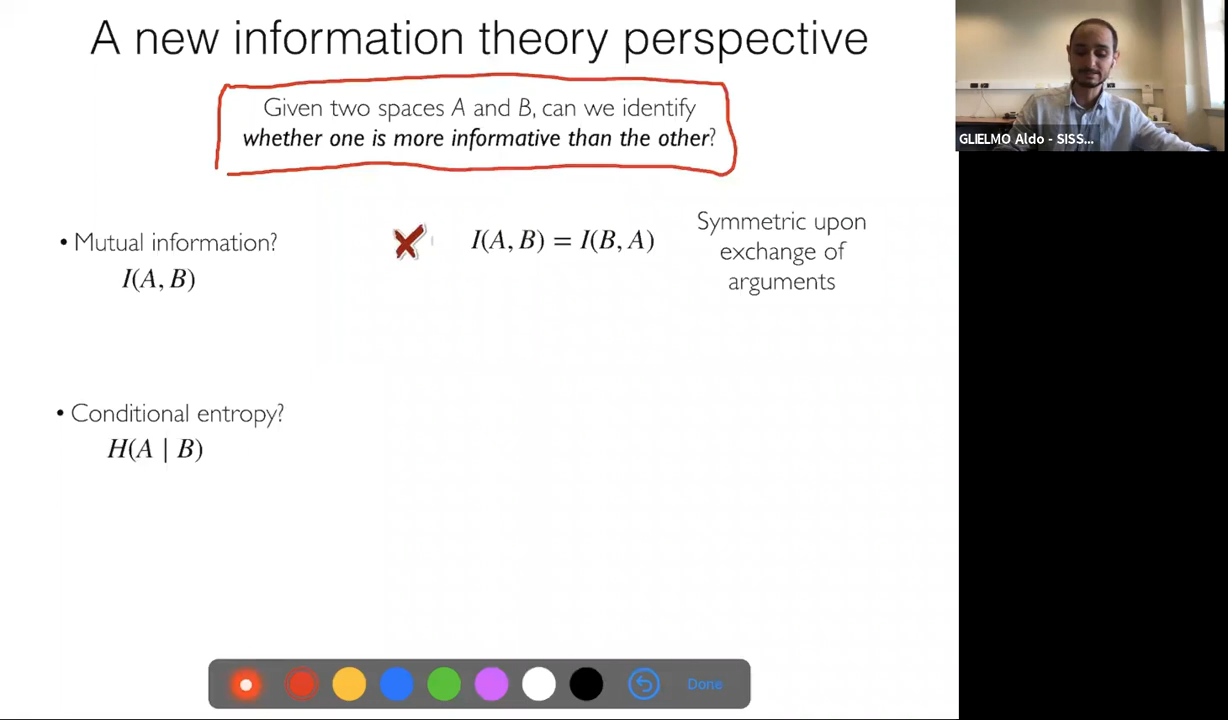 A new information theory perspective
Given two spaces A and B, can we identify
whether one is more informative than the other?
GLIELMO Aldo - SISS...
• Mutual information?
I(A, B)
I(A, B) = I(B, A)
Symmetric upon
exchange of
arguments
• Conditional entropy?
H(A | B)
Done